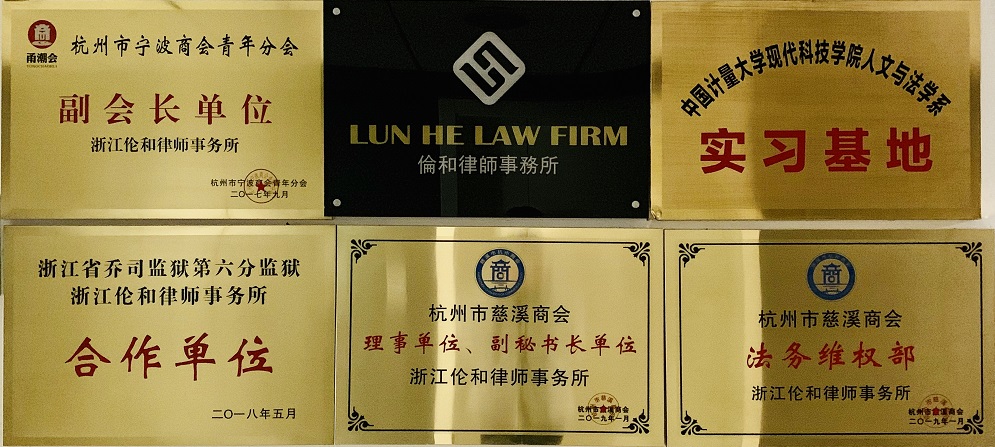 甬潮会
杭州市宁波商会青年分会
副会长单位
浙江伦和律师事务所
杭州市宁波商会青年分会
二〇一七年九月
LUN HE LAW FIRM
倫和律師事務所
中国计量大学现代科技学院人文与法学系
实习基地
浙江省乔司监狱第六分监狱
浙江伦和律师事务所
合作单位
二〇一八年五月
商
杭州市慈溪商会
理事单位、副秘书长单位
浙江伦和律师事务所
杭州市慈溪商会
二〇一九年一月
商
杭州市慈溪商会
法务维权部
浙江伦和律师事务所
杭州市慈溪商会
二〇一九年一月